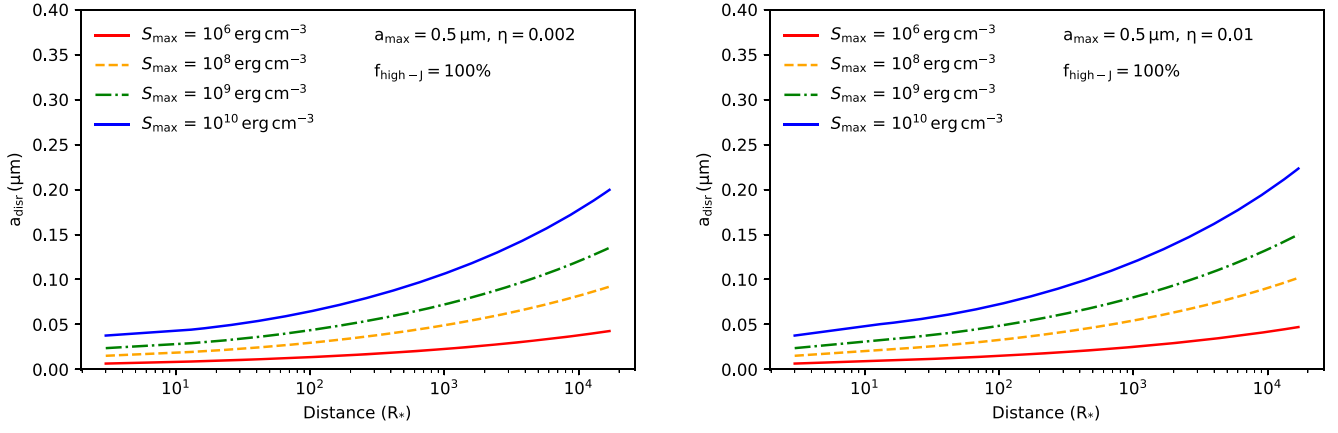 S_max = 10^6 erg cm^−3
S_max = 10^8 erg cm^−3
S_max = 10^9 erg cm^−3
S_max = 10^10 erg cm^−3
a_max = 0.5 μm, η = 0.002
f_high−J = 100%
0.40
0.35
0.30
0.25
0.20
0.15
0.10
0.05
0.00
a_disr (μm)
10^1
10^2
10^3
10^4
Distance (R_*)
S_max = 10^6 erg cm^−3
S_max = 10^8 erg cm^−3
S_max = 10^9 erg cm^−3
S_max = 10^10 erg cm^−3
a_max = 0.5 μm, η = 0.01
f_high−J = 100%
0.40
0.35
0.30
0.25
0.20
0.15
0.10
0.05
0.00
a_disr (μm)
10^1
10^2
10^3
10^4
Distance (R_*)